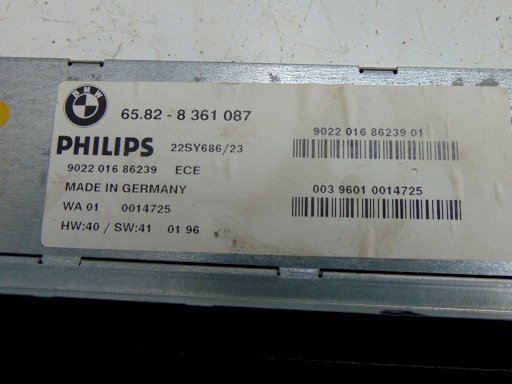 BMW
65.82 - 8 361 087
PHILIPS 22SY686/23
9022 016 86239 ECE
MADE IN GERMANY
WA 01 0014725
HW:40 / SW:41 01 96
9022 016 86239 01
003 9601 0014725